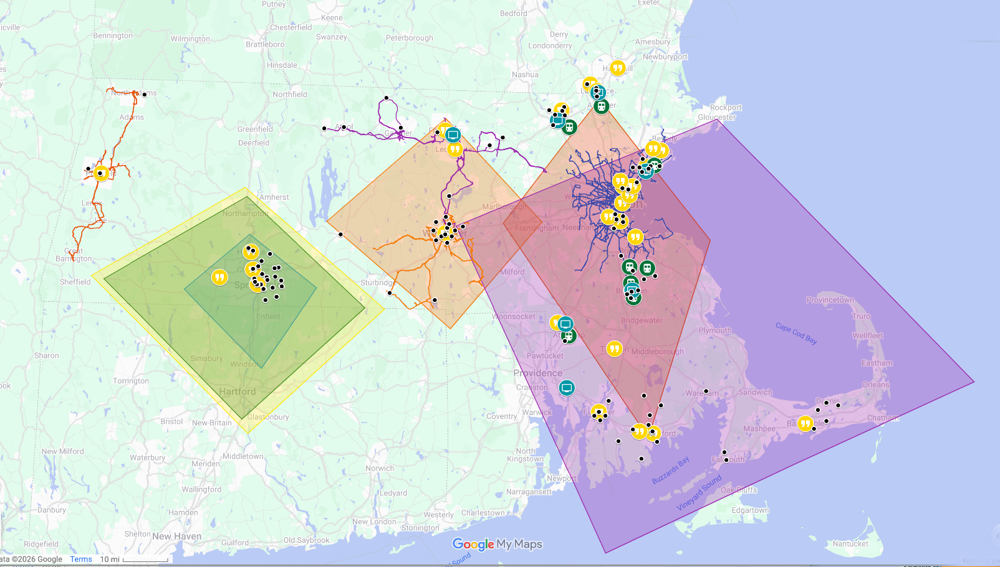 Putney
Bedford
Exeter
Keene
Chesterfield
Bennington
Wilmington
Swanzey
Peterborough
Derry
Londonderry
Amesbury
Brattleboro
Newburyport
Hinsdale
Nashua
Northfield
Rockport
Gloucester
Adams
Greenfield
Deerfield
Beverly
Amherst
Marlborough
Northampton
Framingham
Great
Barrington
Sheffield
Milford
Sturbridge
Provincetown
Woonsocket
Truro
Enfield
Bridgewater
Plymouth
Cape Cod Bay
Wellfleet
Sharon
Simsbury
Windsor
Pawtucket
Middleborough
Eastham
Torrington
Providence
Cranston
Hartford
Wareham
Sandwich
Dennis
Orleans
Bristol
New Britain
Glastonbury
Coventry
Warwick
Chatham
Mashpee
New Milford
Waterbury
Middletown
North
Kingstown
Meriden
Norwich
Buzzards Bay
Newport
Wallingford
Ledyard
Narragansett
Vineyard Sound
Oak Bluffs
Danbury
Hamden
Westerly
Charlestown
Edgartown
New London
Stonington
Shelton
New Haven
Ridgefield
Guilford
Old Saybrook
Google My Maps
Nantucket
ata ©2026 Google
Terms
10 mi